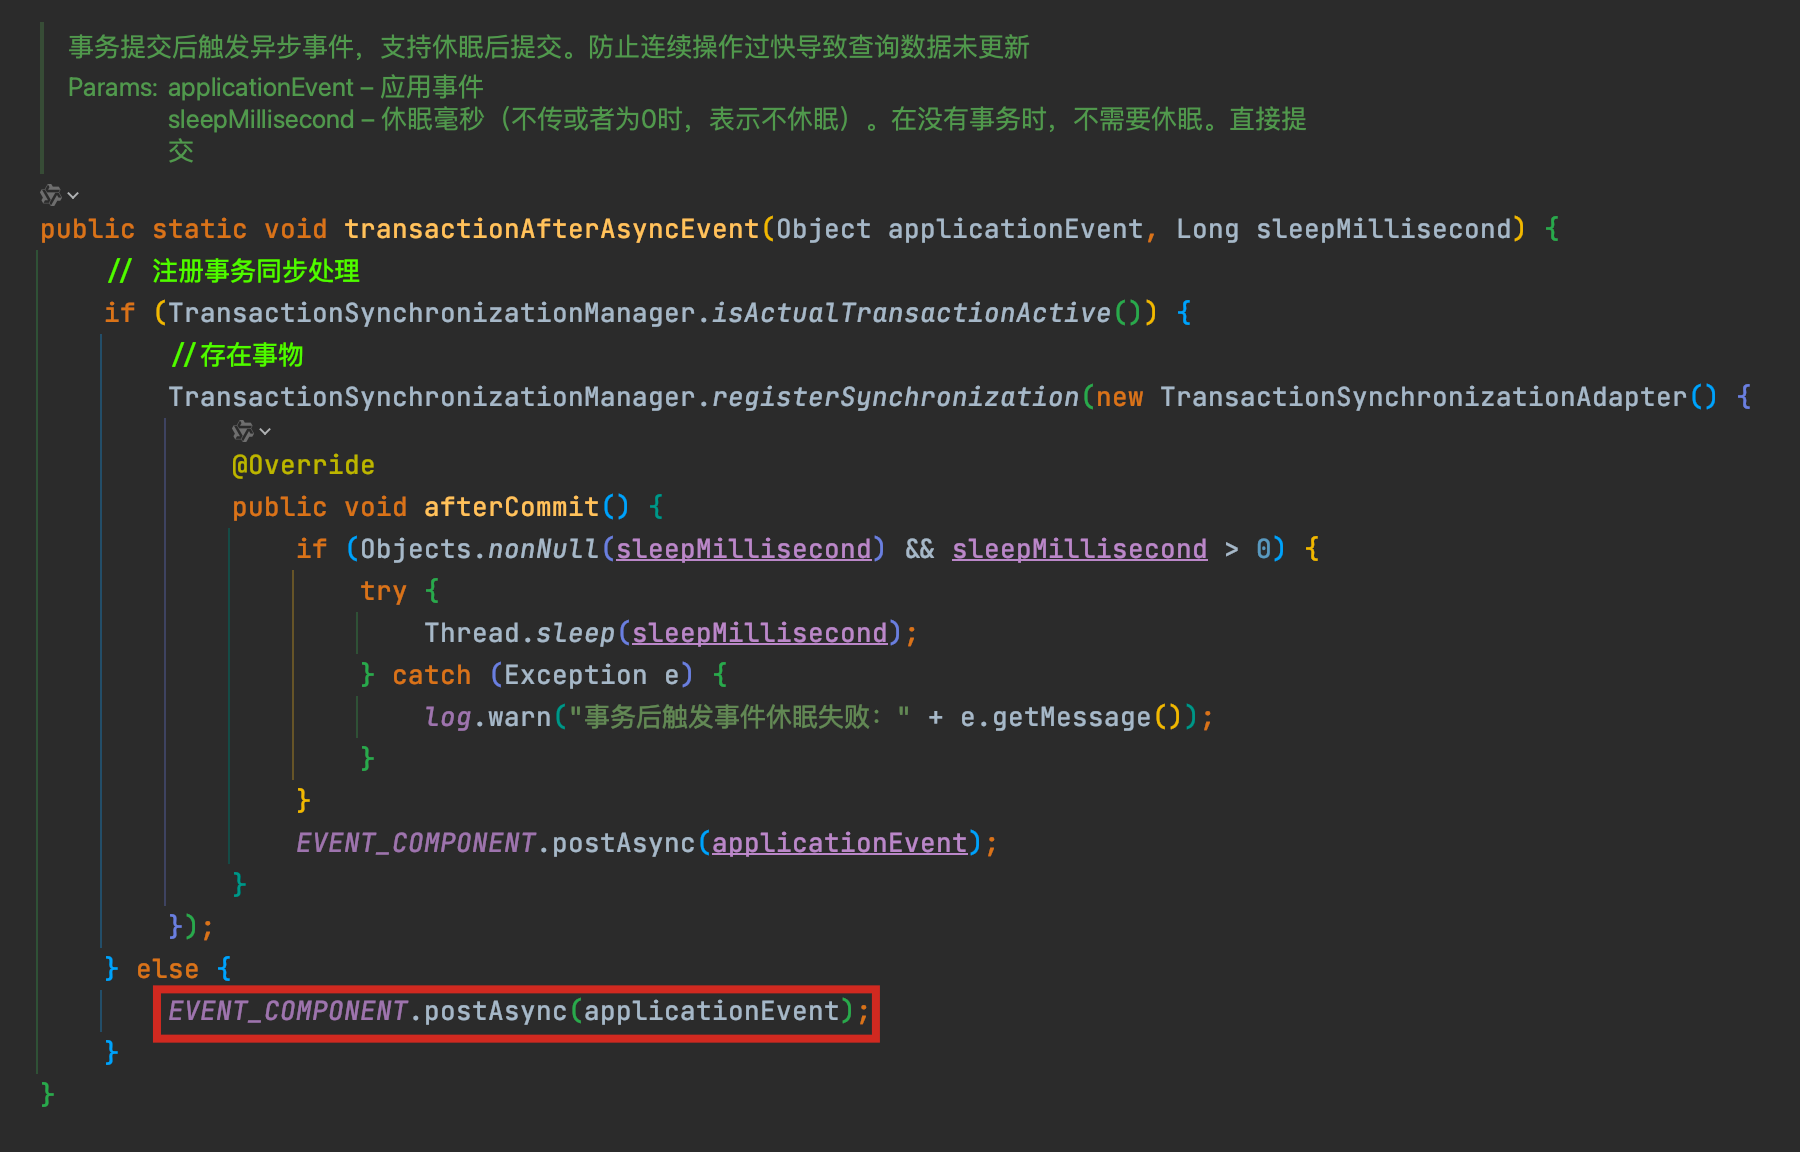 事务提交后触发异步事件，支持休眠后提交。防止连续操作过快导致查询数据未更新
Params: applicationEvent – 应用事件
sleepMillisecond – 休眠毫秒（不传或者为0时，表示不休眠）。在没有事务时，不需要休眠。直接提
交
public static void transactionAfterAsyncEvent(Object applicationEvent, Long sleepMillisecond) {
// 注册事务同步处理
if (TransactionSynchronizationManager.isActualTransactionActive()) {
//存在事物
TransactionSynchronizationManager.registerSynchronization(new TransactionSynchronizationAdapter() {
@Override
public void afterCommit() {
if (Objects.nonNull(sleepMillisecond) && sleepMillisecond > 0) {
try {
Thread.sleep(sleepMillisecond);
} catch (Exception e) {
log.warn("事务后触发事件休眠失败：" + e.getMessage());
}
}
EVENT_COMPONENT.postAsync(applicationEvent);
}
});
} else {
EVENT_COMPONENT.postAsync(applicationEvent);
}
}